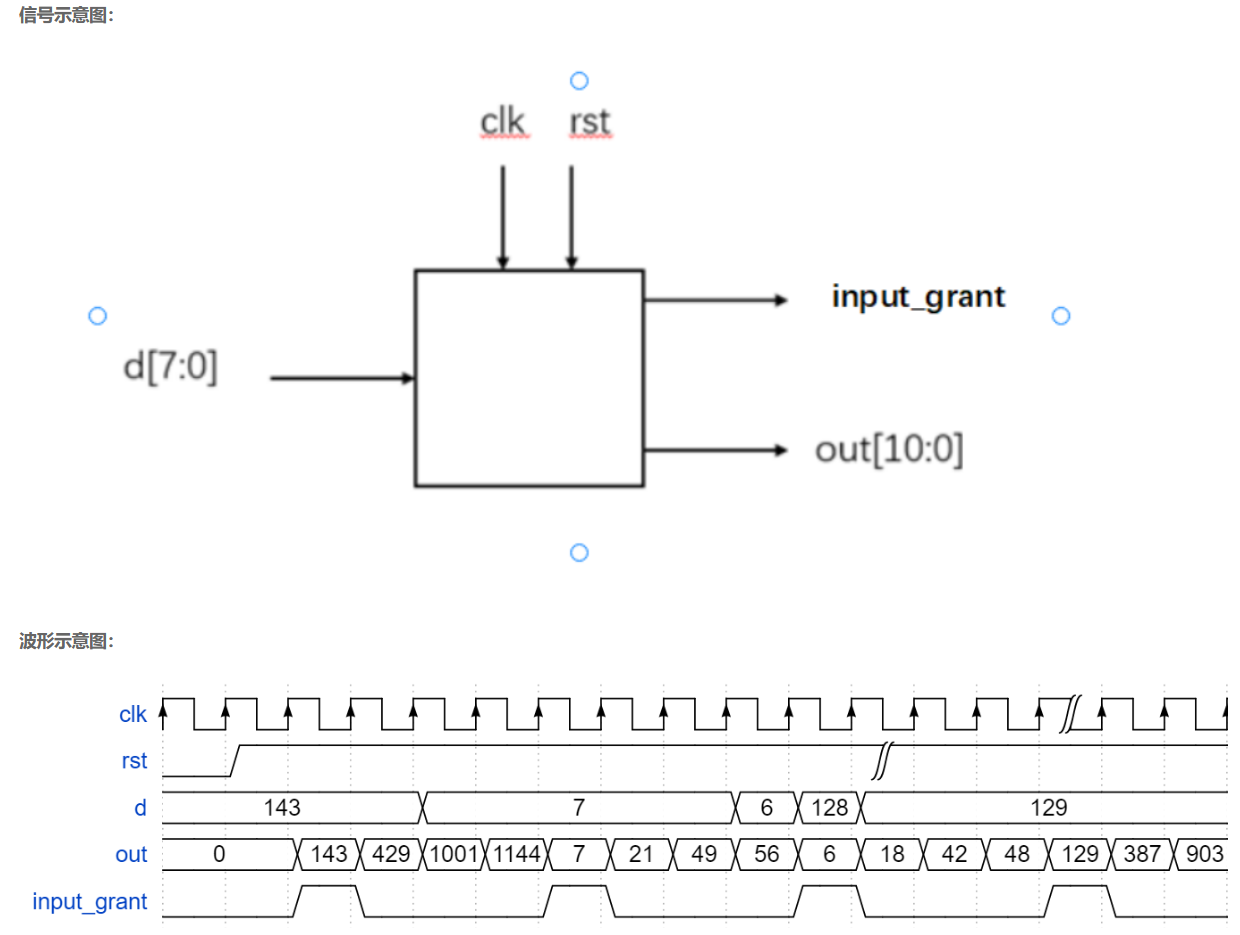 信号示意图：
clk rst
input_grant
d[7:0]
out[10:0]
波形示意图：
clk
rst
d 143 7 6 128 129
out 0 143 429 1001 1144 7 21 49 56 6 18 42 48 129 387 903
input_grant